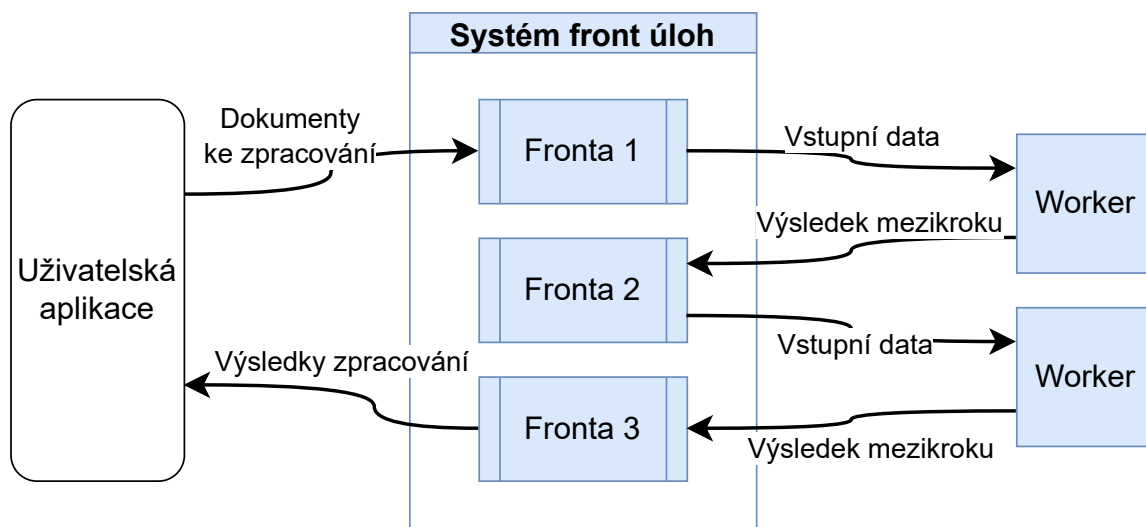 Systém front úloh
Dokumenty
ke zpracování
Fronta 1
Vstupní data
Worker
Výsledek mezikroku
Uživatelská
aplikace
Fronta 2
Vstupní data
Worker
Výsledky zpracování
Fronta 3
Výsledek mezikroku